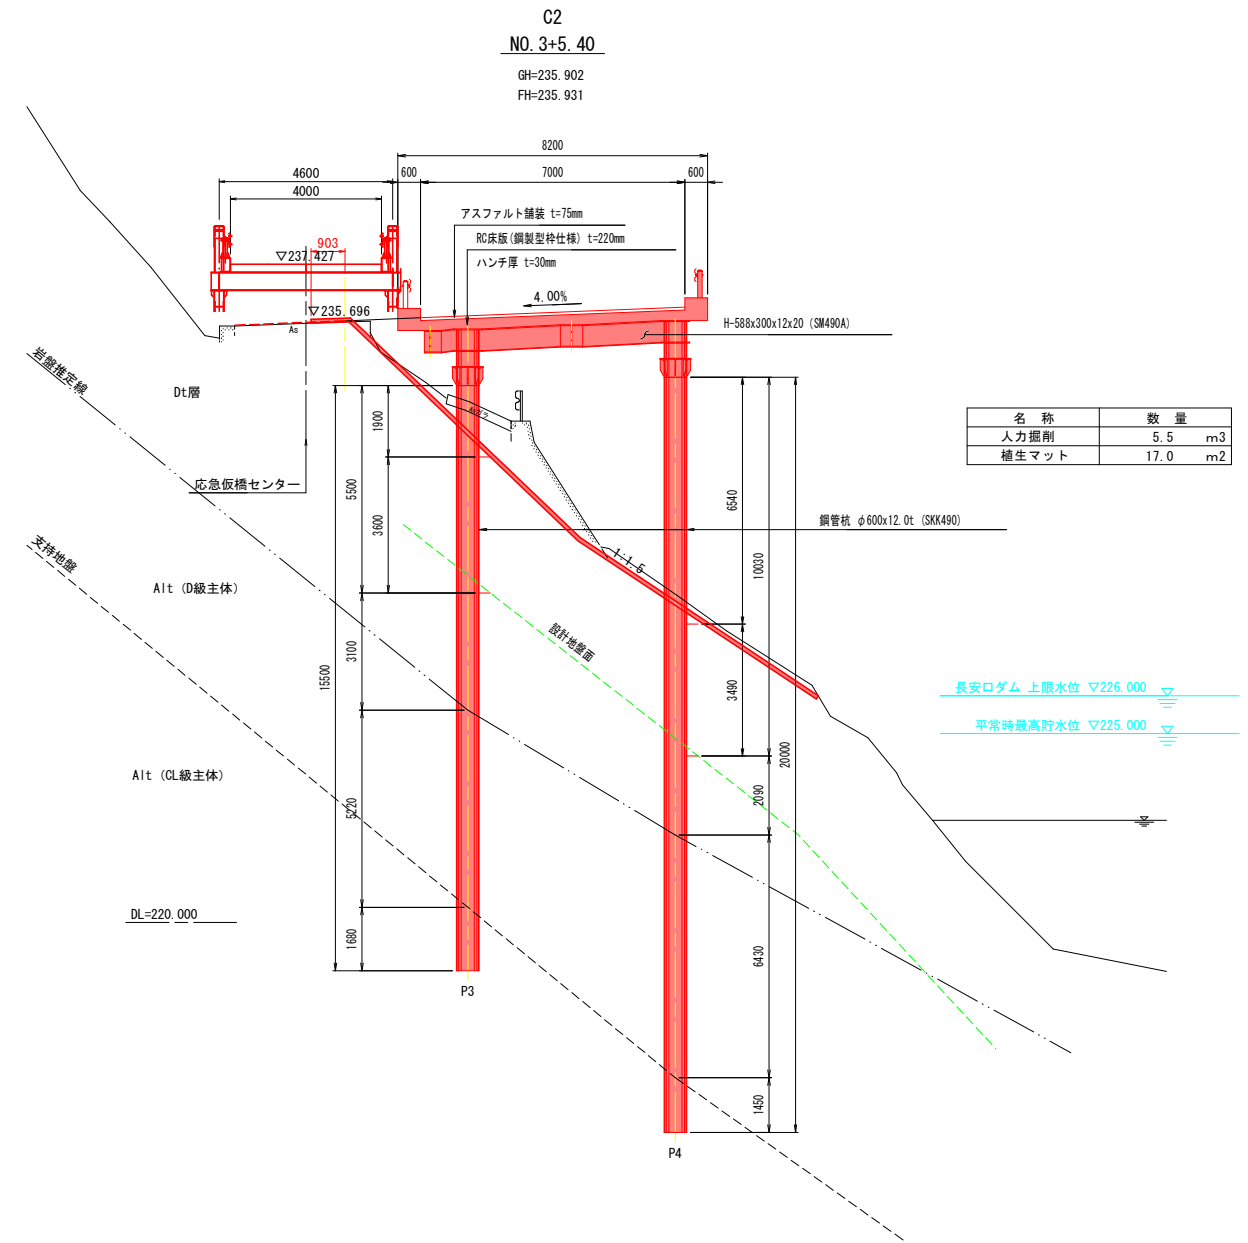 C2
NO.3+5.40
GH=235.902
FH=235.931
8200
600
7000
600
4600
4000
アスファルト舗装 t=75mm
RC床版(鋼製型枠仕様) t=220mm
ハンチ厚 t=30mm
903
▽237.427
4.00%
▽235.696
As
H-588x300x12x20 (SM490A)
岩盤推定線
Dt層
1900
Asガラ
名 称 数 量
人力掘削 5.5 m3
植生マット 17.0 m2
応急仮橋センター
5500
3600
6540
10030
鋼管杭 φ600x12.0t (SKK490)
1:1.5
支持地盤
Alt (D級主体)
設計地盤面
15500
3100
3490
長安口ダム 上限水位 ▽226.000
平常時最高貯水位 ▽225.000
20000
Alt (CL級主体)
5220
2090
DL=220.000
1680
6430
P3
1450
P4